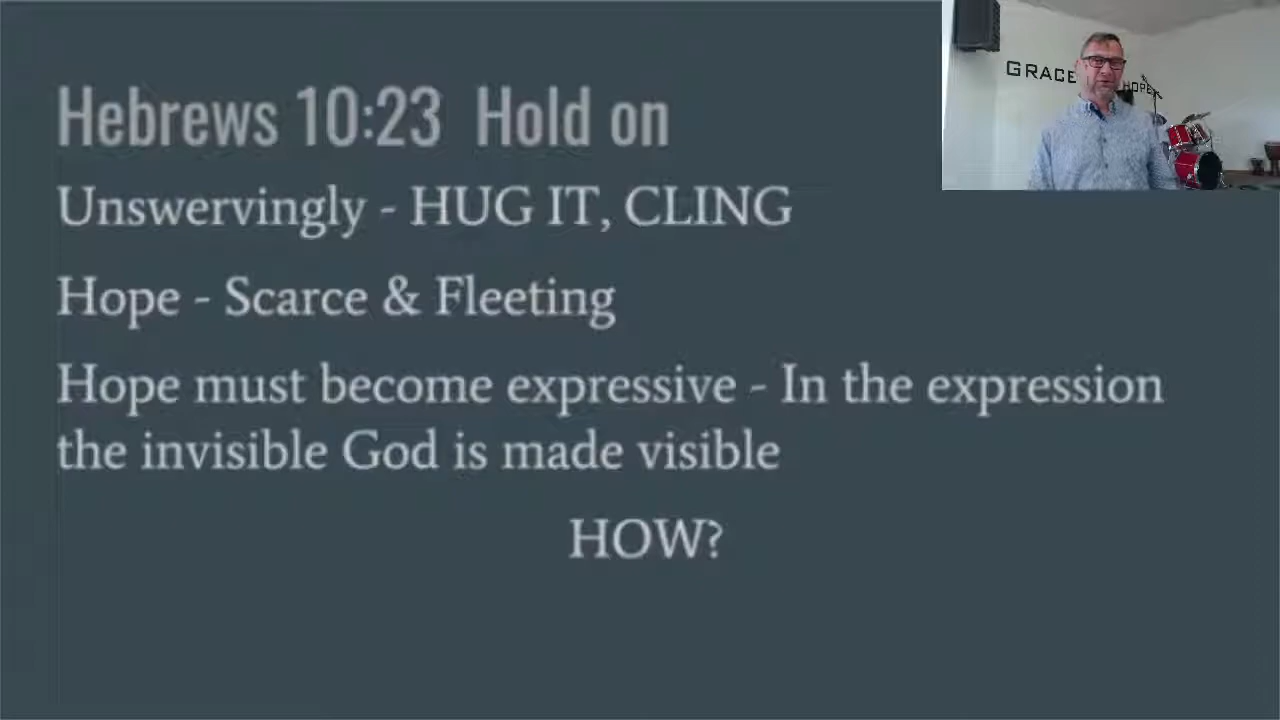 Hebrews 10:23 Hold on
Unswervingly - HUG IT, CLING
Hope - Scarce & Fleeting
Hope must become expressive - In the expression
the invisible God is made visible
HOW?
GRACE
HOPE